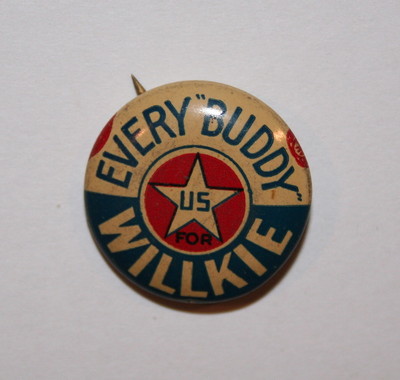 EVERY "BUDDY"
US
FOR
WILLKIE